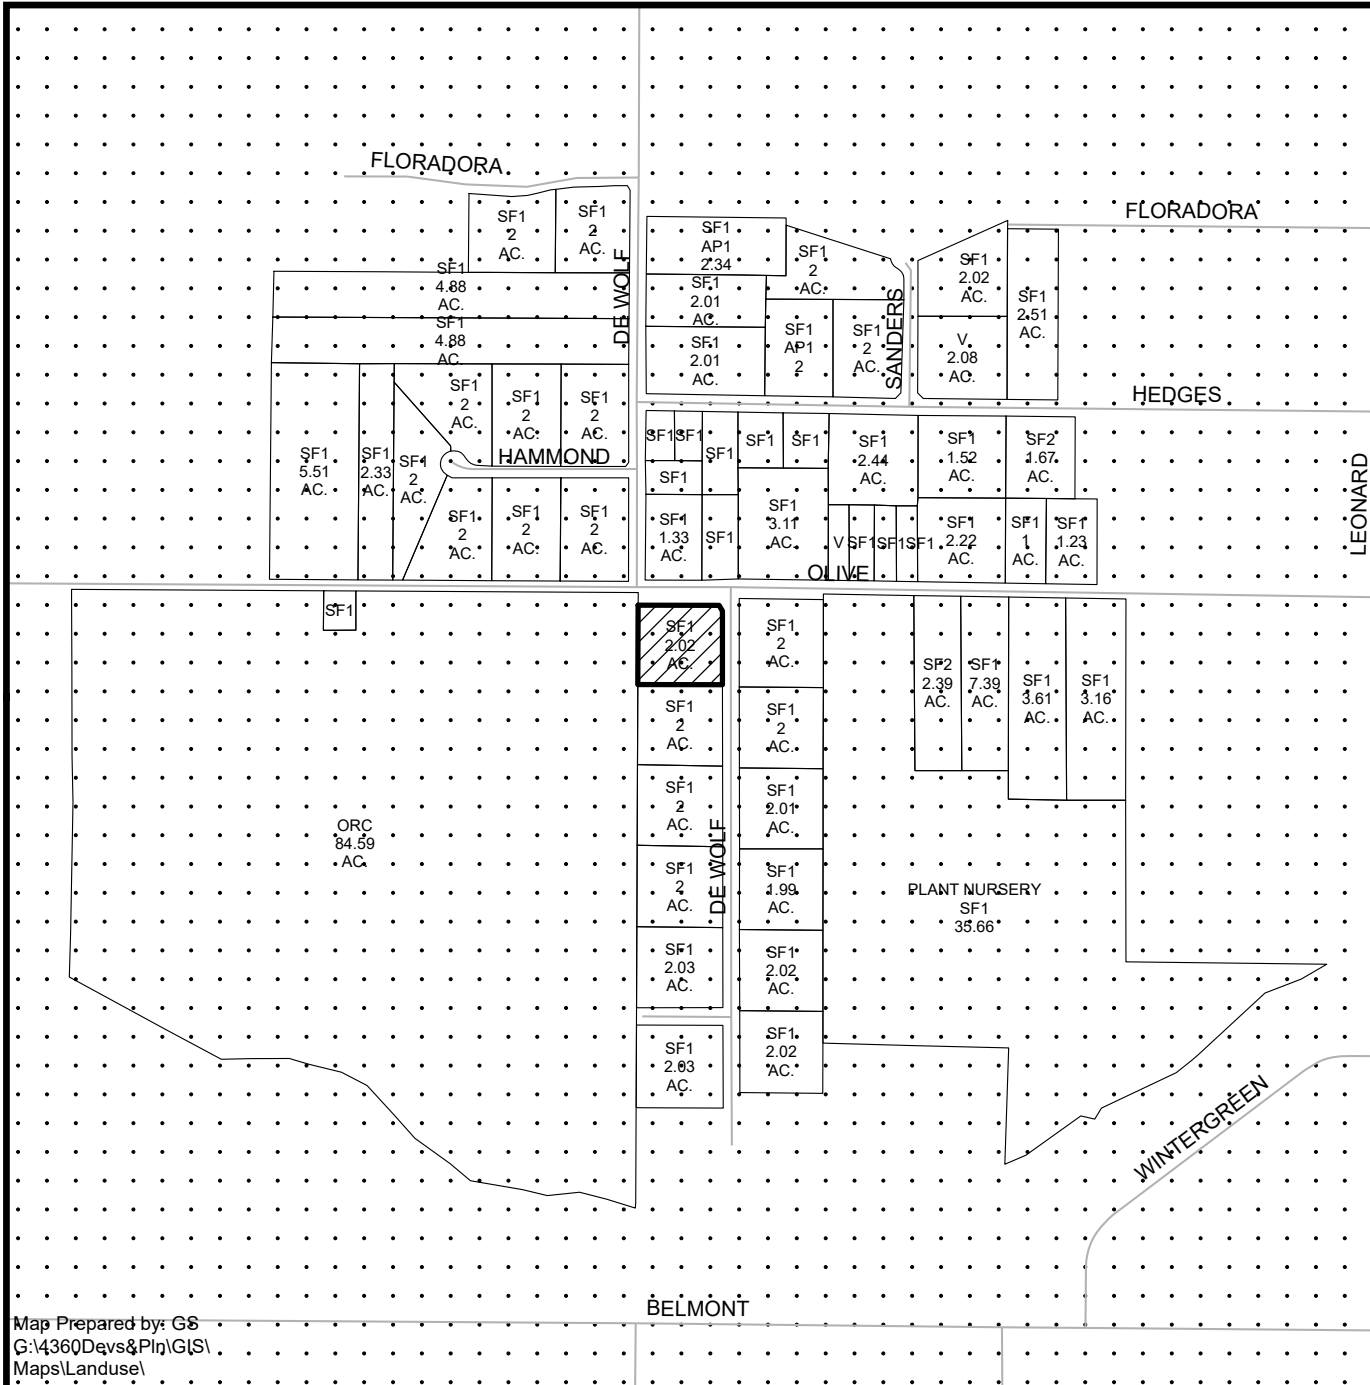 FLORADORA
FLORADORA
SF1
2
AC.
SF1
2
AC.
DE WOLF
SF1
AP1
2.34
SF1
2
AC.
SANDERS
SF1
2.02
AC.
SF1
2.51
AC.
SF1
4.88
AC.
SF1
2.01
AC.
SF1
4.88
AC.
SF1
2.01
AC.
SF1
AP1
2
SF1
2
AC.
V
2.08
AC.
HEDGES
SF1
5.51
AC.
SF1
2.33
AC.
SF1
2
AC.
SF1
2
AC.
SF1
2
AC.
SF1
2
AC.
HAMMOND
SF1
2
AC.
SF1
2
AC.
SF1
2
AC.
SF1
SF1
SF1
SF1
SF1
SF1
SF1
2.44
AC.
SF1
1.52
AC.
SF2
1.67
AC.
LEONARD
SF1
1.33
AC.
SF1
SF1
3.11
AC.
V
SF1
SF1
SF1
SF1
2.22
AC.
SF1
1
AC.
SF1
1.23
AC.
OLIVE
SF1
SF1
2.02
AC.
SF1
2
AC.
SF2
2.39
AC.
SF1
7.39
AC.
SF1
3.61
AC.
SF1
3.16
AC.
SF1
2
AC.
SF1
2
AC.
SF1
2
AC.
SF1
2.01
AC.
ORC
84.59
AC.
DE WOLF
SF1
2
AC.
SF1
1.99
AC.
PLANT NURSERY
SF1
35.66
SF1
2.03
AC.
SF1
2.02
AC.
SF1
2.03
AC.
SF1
2.02
AC.
WINTERGREEN
BELMONT
Map Prepared by: GS
G:\4360Devs&Pln\GIS\
Maps\Landuse\